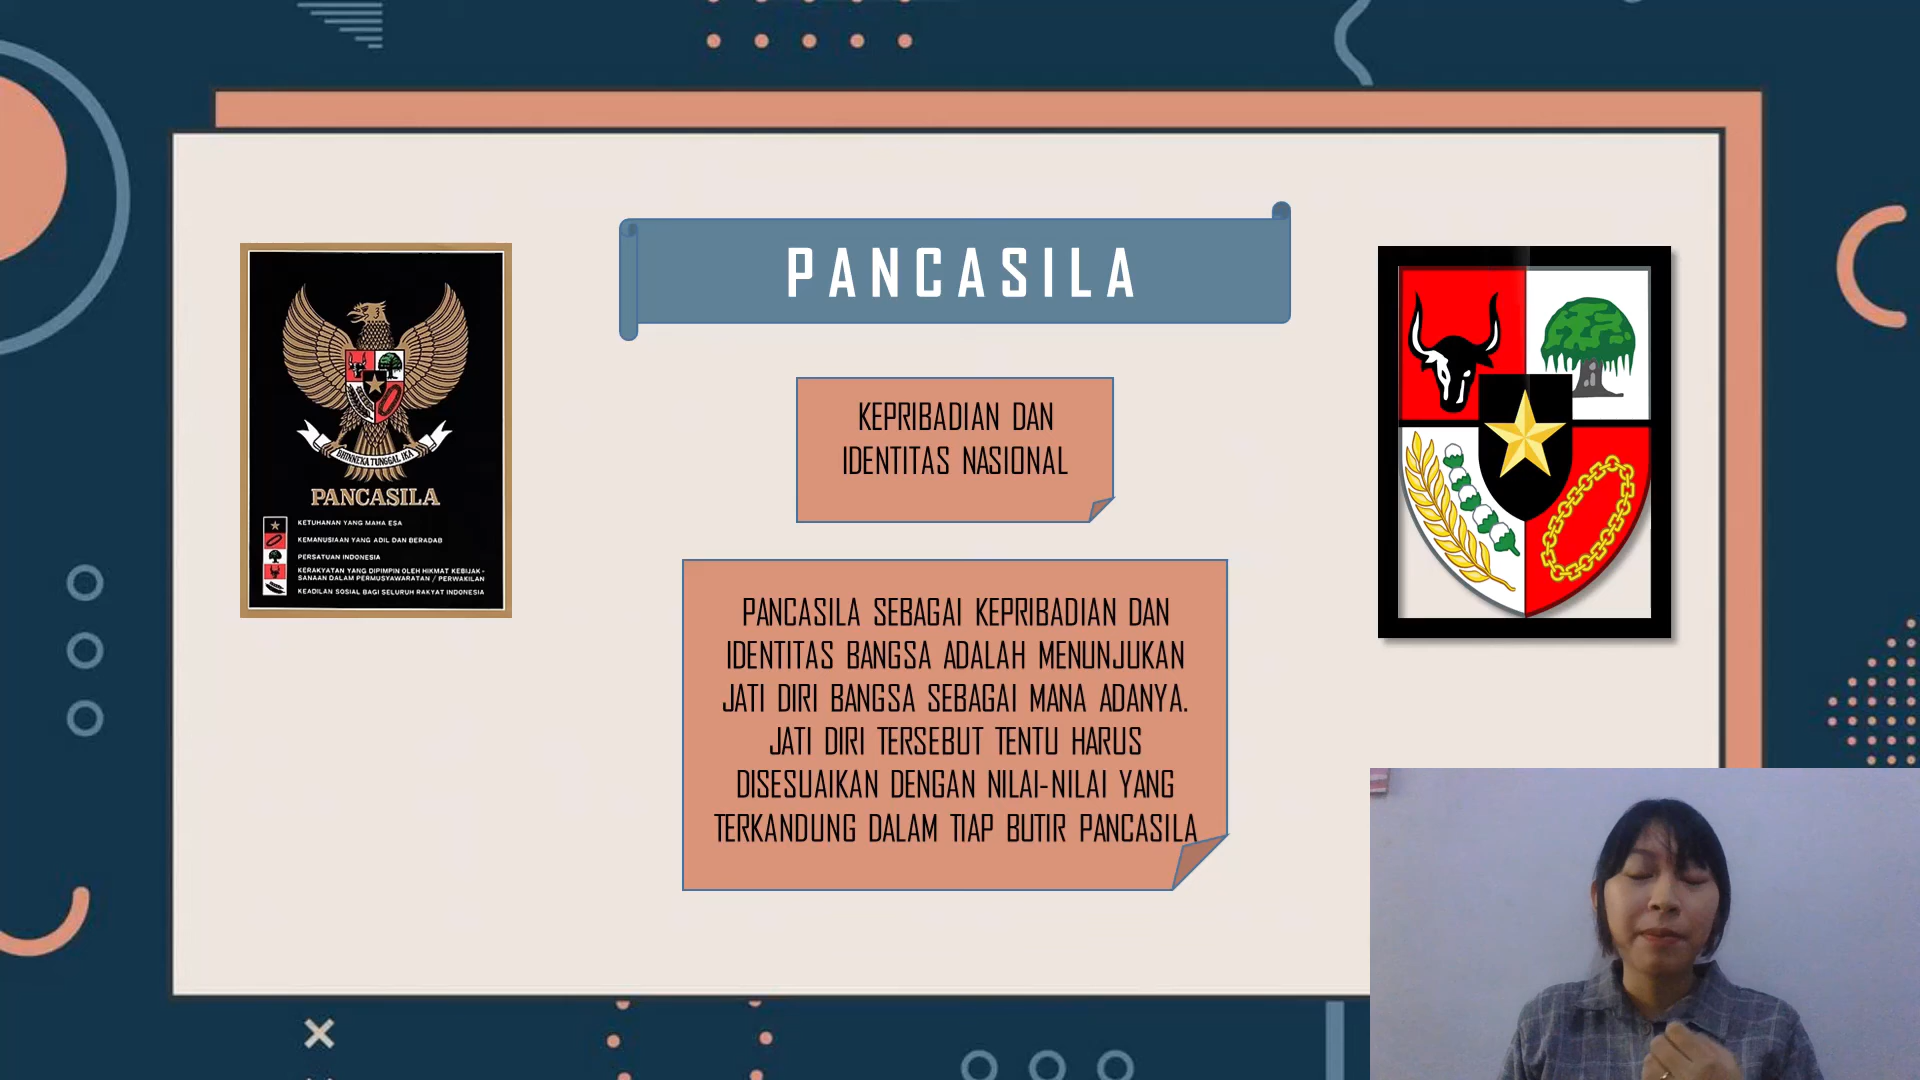 PANCASILA
KEPRIBADIAN DAN
IDENTITAS NASIONAL
PANCASILA SEBAGAI KEPRIBADIAN DAN
IDENTITAS BANGSA ADALAH MENUNJUKAN
JATI DIRI BANGSA SEBAGAI MANA ADANYA.
JATI DIRI TERSEBUT TENTU HARUS
DISESUAIKAN DENGAN NILAI-NILAI YANG
TERKANDUNG DALAM TIAP BUTIR PANCASILA
BHINNEKA TUNGGAL IKA
PANCASILA
KETUHANAN YANG MAHA ESA
KEMANUSIAAN YANG ADIL DAN BERADAB
PERSATUAN INDONESIA
KERAKYATAN YANG DIPIMPIN OLEH HIKMAT KEBIJAK-
SANAAN DALAM PERMUSYAWARATAN / PERWAKILAN
KEADILAN SOSIAL BAGI SELURUH RAKYAT INDONESIA